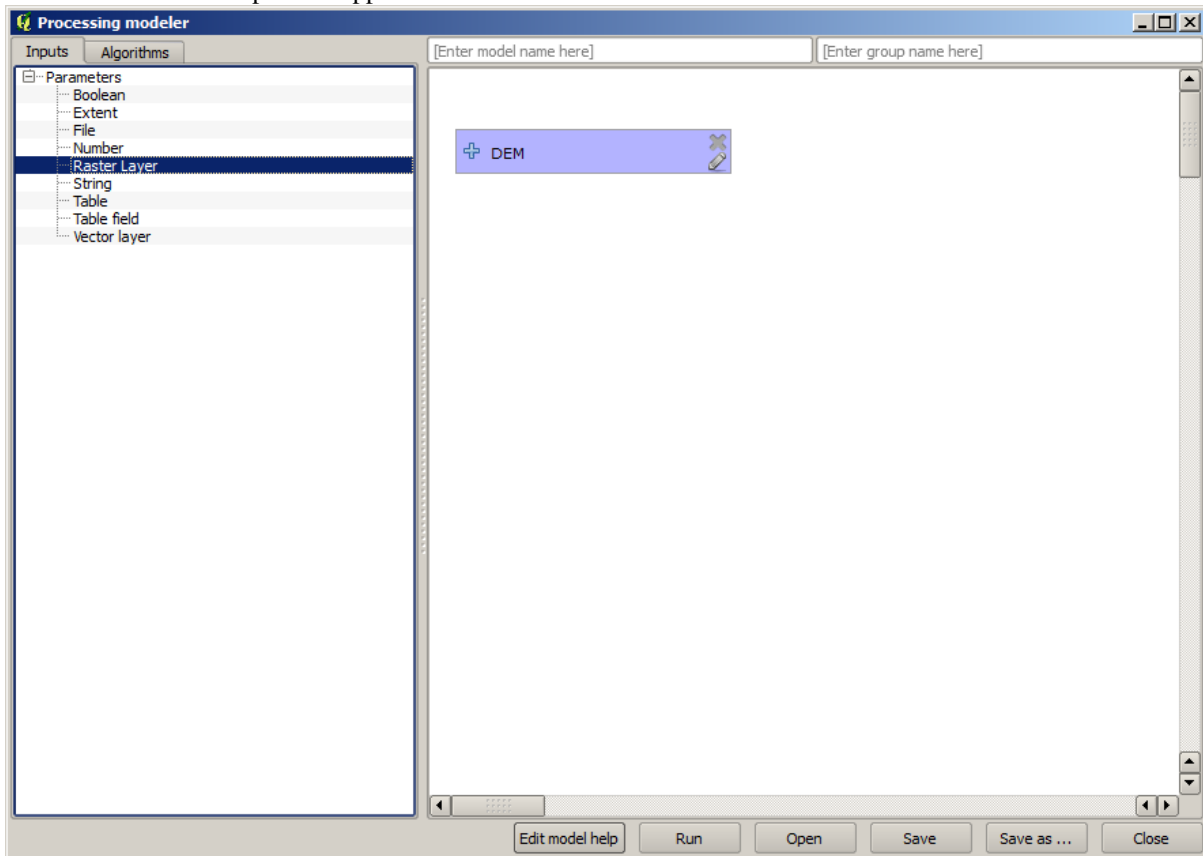 Processing modeler
Inputs Algorithms
[Enter model name here] [Enter group name here]
Parameters
Boolean
Extent
File
Number
Raster Layer
String
Table
Table field
Vector layer
DEM
Edit model help Run Open Save Save as ... Close